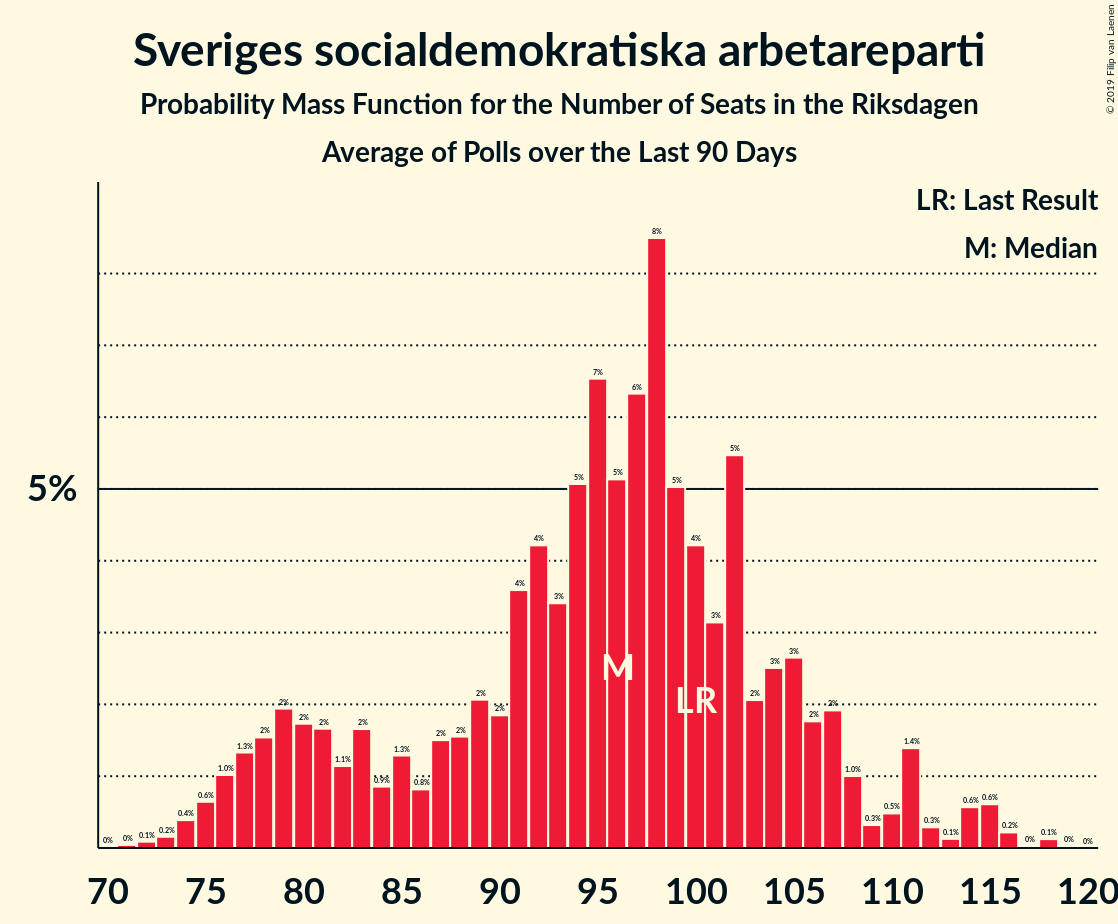 Sveriges socialdemokratiska arbetareparti
Probability Mass Function for the Number of Seats in the Riksdagen
Average of Polls over the Last 90 Days
© 2019 Filip van Laenen
LR: Last Result
M: Median
5%
0% 0% 0.1% 0.2% 0.4% 0.6% 1.0% 1.3% 2% 2% 2% 2% 1.1% 2% 0.9% 1.3% 0.8% 2% 2% 2% 2% 4% 4% 3% 5% 7% 5% 6% 8% 5% 4% 3% 5% 2% 3% 3% 2% 2% 1.0% 0.3% 0.5% 1.4% 0.3% 0.1% 0.6% 0.6% 0.2% 0% 0.1% 0% 0%
M
LR
70 75 80 85 90 95 100 105 110 115 120